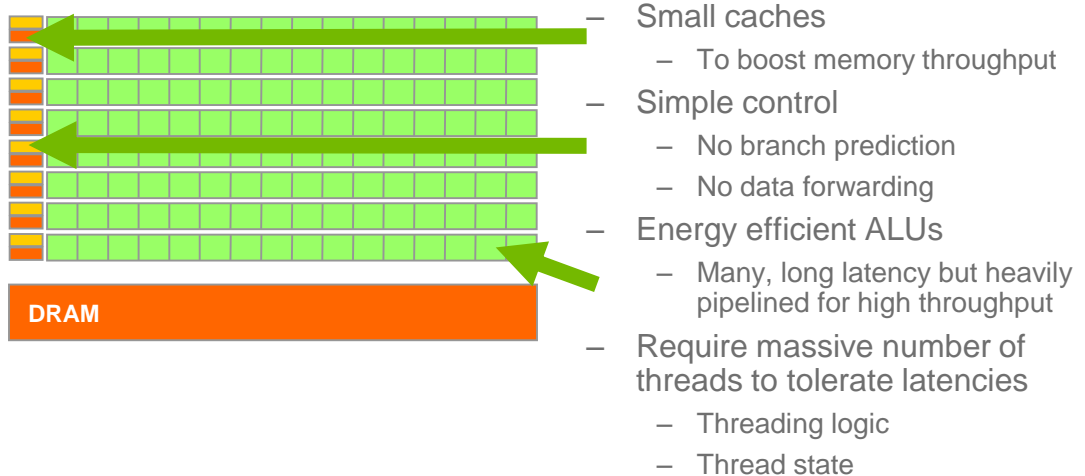 – Small caches
– To boost memory throughput
– Simple control
– No branch prediction
– No data forwarding
– Energy efficient ALUs
– Many, long latency but heavily
pipelined for high throughput
– Require massive number of
threads to tolerate latencies
– Threading logic
– Thread state
DRAM